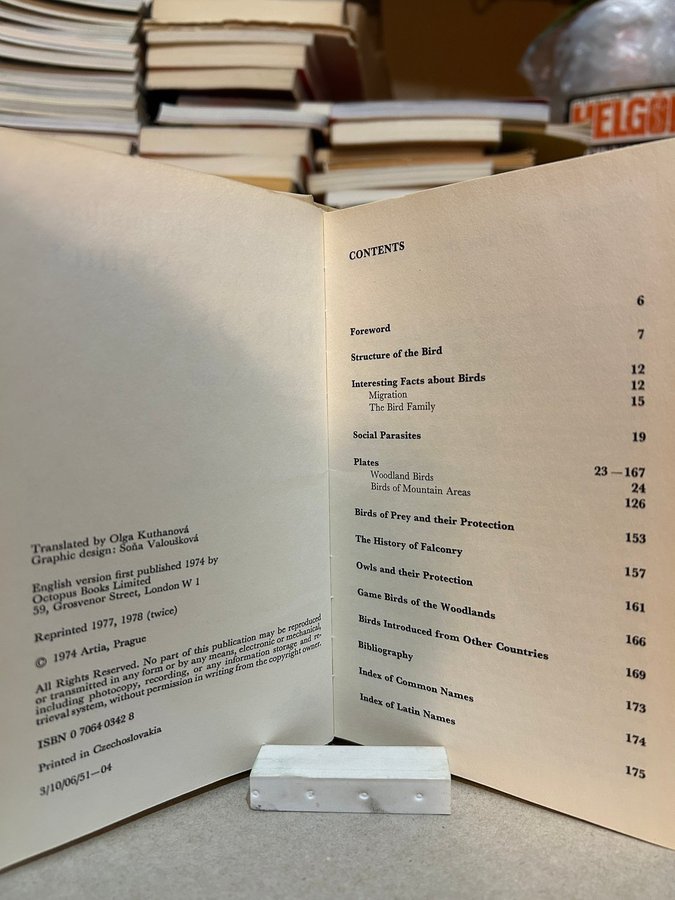 Translated by Olga Kuthanová
Graphic design: Soňa Valoušková
English version first published 1974 by
Octopus Books Limited
59, Grosvenor Street, London W 1
Reprinted 1977, 1978 (twice)
© 1974 Artia, Prague
All Rights Reserved. No part of this publication may be reproduced
or transmitted in any form or by any means, electronic or mechanical,
including photocopy, recording, or any information storage and re-
trieval system, without permission in writing from the copyright owner.
ISBN 0 7064 0342 8
Printed in Czechoslovakia
3/10/06/51—04
CONTENTS
Foreword 6
Structure of the Bird 7
Interesting Facts about Birds 12
Migration 12
The Bird Family 15
Social Parasites 19
Plates 23—167
Woodland Birds 24
Birds of Mountain Areas 126
Birds of Prey and their Protection 153
The History of Falconry 157
Owls and their Protection 161
Game Birds of the Woodlands 166
Birds Introduced from Other Countries 169
Bibliography 173
Index of Common Names 174
Index of Latin Names 175